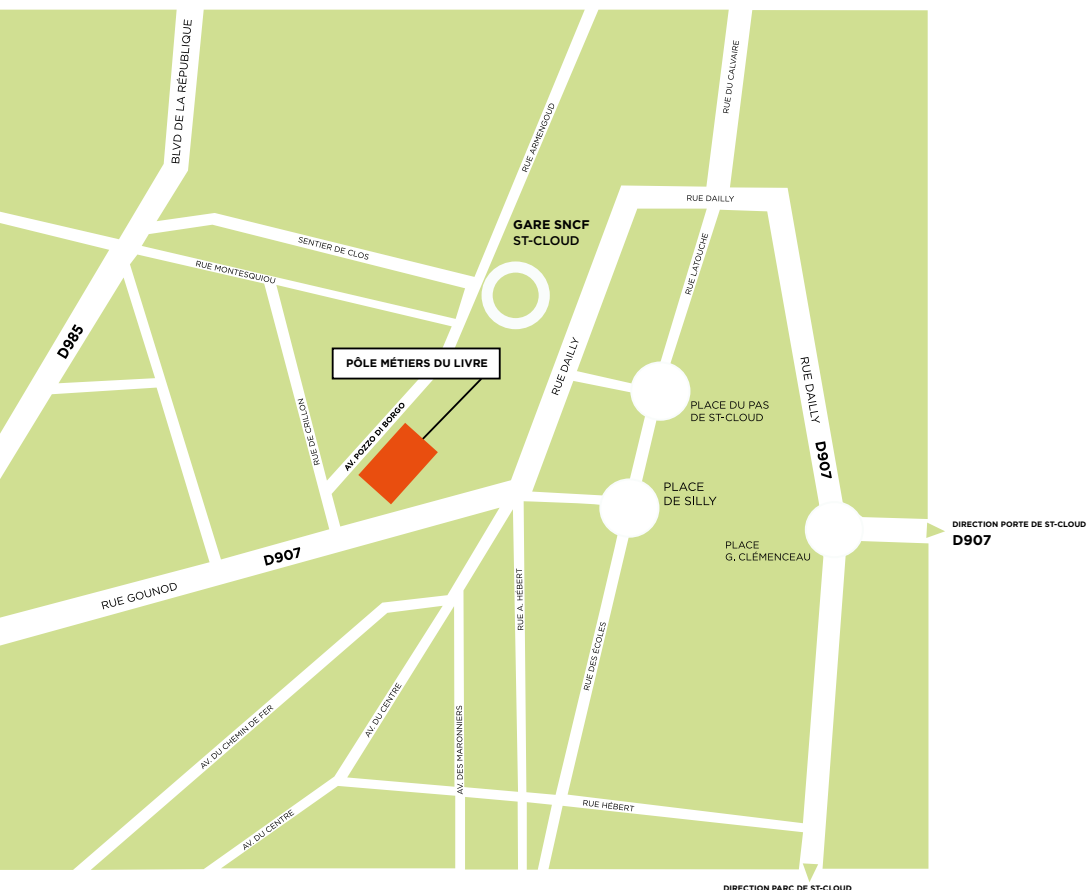 BLVD DE LA RÉPUBLIQUE
RUE DU CALVAIRE
RUE ARMENGOUD
RUE DAILLY
GARE SNCF
ST-CLOUD
SENTIER DE CLOS
RUE LATOUCHE
RUE MONTESQUIOU
D985
PÔLE MÉTIERS DU LIVRE
RUE DAILLY
RUE DAILLY
D907
PLACE DU PAS
DE ST-CLOUD
RUE DE CRILLON
AV. POZZO DI BORGO
PLACE
DE SILLY
DIRECTION PORTE DE ST-CLOUD
D907
PLACE
G. CLÉMENCEAU
D907
RUE GOUNOD
RUE A. HÉBERT
RUE DES ÉCOLES
AV. DU CHEMIN DE FER
AV. DU CENTRE
AV. DES MARONNIERS
RUE HÉBERT
AV. DU CENTRE
DIRECTION PARC DE ST-CLOUD